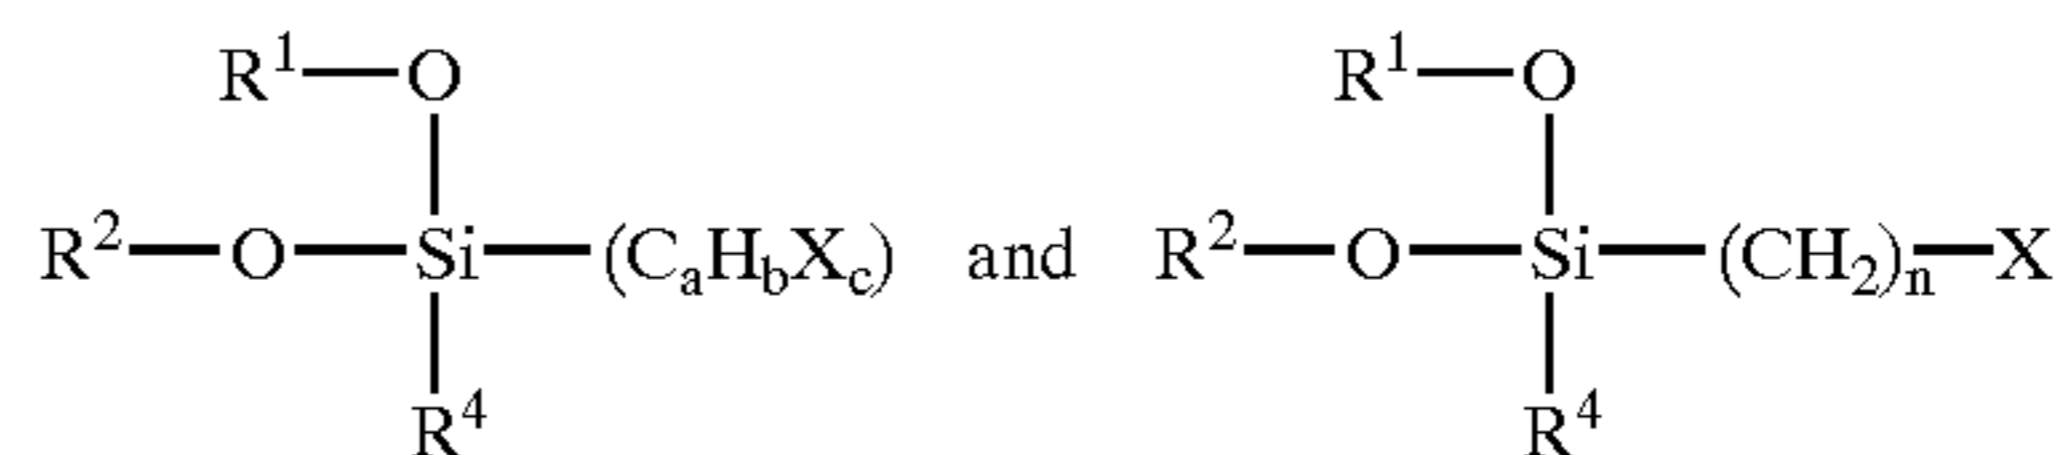 R¹—O R¹—O
R²—O—Si—(CₐHbXc) and R²—O—Si—(CH₂)ₙ—X
R⁴ R⁴